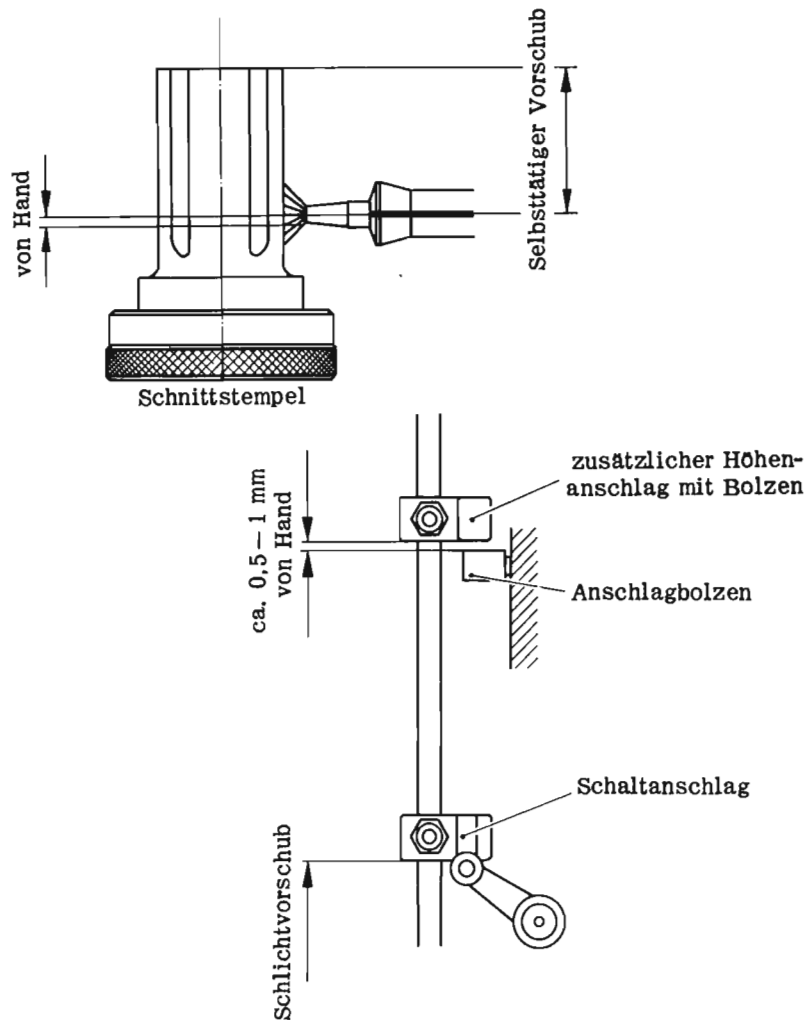 Selbsttätiger Vorschub
von Hand
Schnittstempel
zusätzlicher Höhen-
anschlag mit Bolzen
ca. 0,5 – 1 mm
von Hand
Anschlagbolzen
Schaltanschlag
Schlichtvorschub